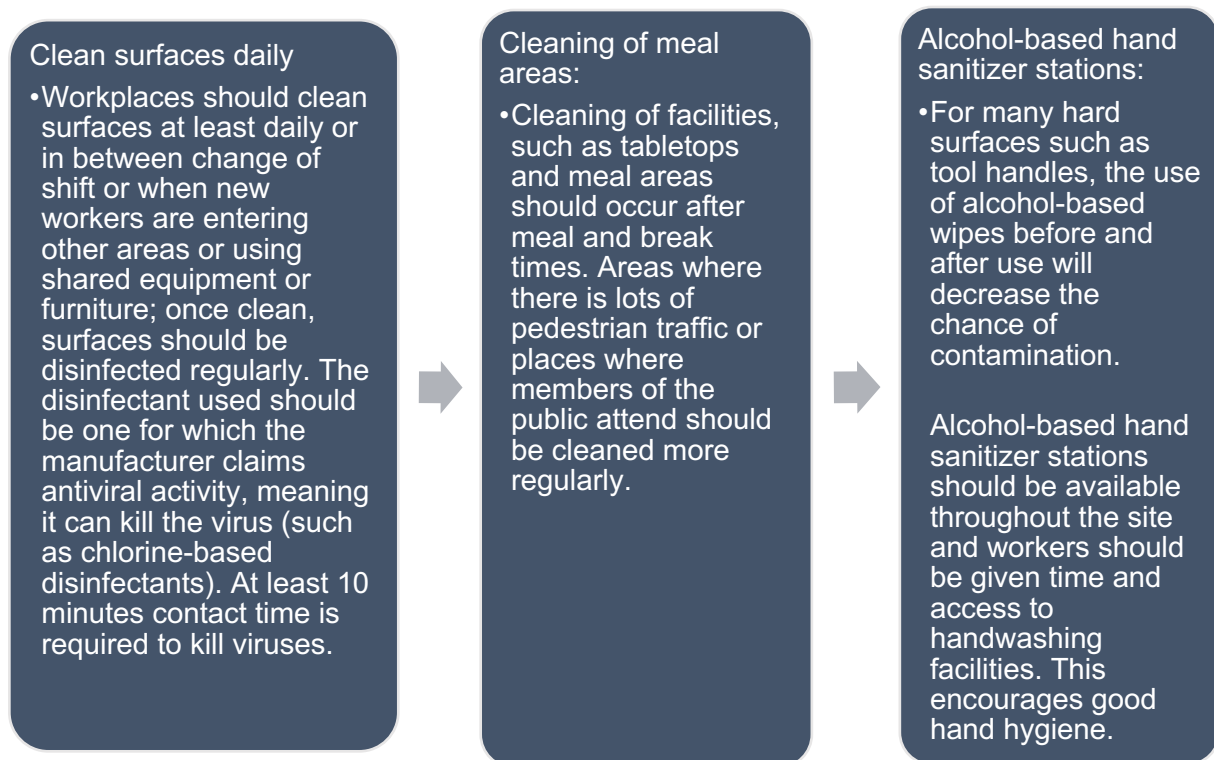 Clean surfaces daily
•Workplaces should clean
surfaces at least daily or
in between change of
shift or when new
workers are entering
other areas or using
shared equipment or
furniture; once clean,
surfaces should be
disinfected regularly. The
disinfectant used should
be one for which the
manufacturer claims
antiviral activity, meaning
it can kill the virus (such
as chlorine-based
disinfectants). At least 10
minutes contact time is
required to kill viruses.
Cleaning of meal
areas:
•Cleaning of facilities,
such as tabletops
and meal areas
should occur after
meal and break
times. Areas where
there is lots of
pedestrian traffic or
places where
members of the
public attend should
be cleaned more
regularly.
Alcohol-based hand
sanitizer stations:
•For many hard
surfaces such as
tool handles, the use
of alcohol-based
wipes before and
after use will
decrease the
chance of
contamination.
Alcohol-based hand
sanitizer stations
should be available
throughout the site
and workers should
be given time and
access to
handwashing
facilities. This
encourages good
hand hygiene.